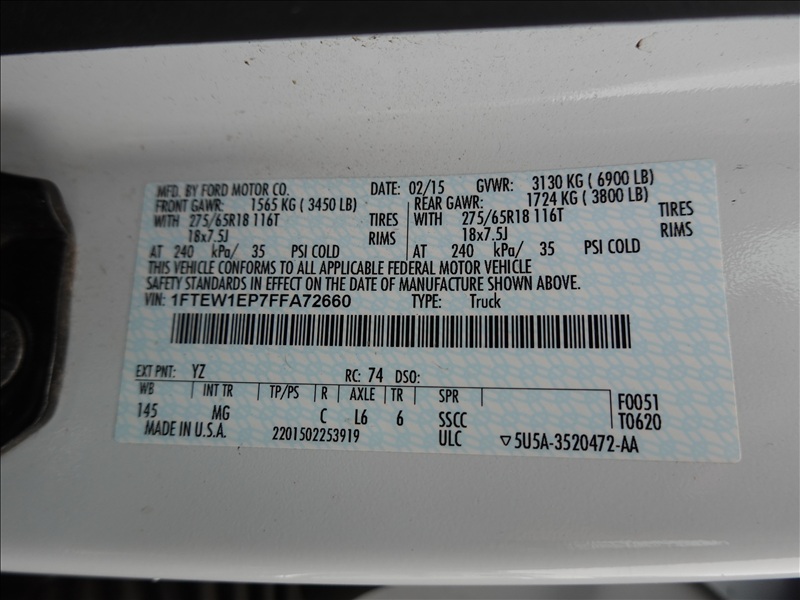 MFD. BY FORD MOTOR CO. DATE: 02/15 GVWR: 3130 KG ( 6900 LB)
FRONT GAWR: 1565 KG ( 3450 LB) REAR GAWR: 1724 KG ( 3800 LB)
WITH 275/65R18 116T TIRES WITH 275/65R18 116T TIRES
18x7.5J RIMS 18x7.5J RIMS
AT 240 kPa/ 35 PSI COLD AT 240 kPa/ 35 PSI COLD
THIS VEHICLE CONFORMS TO ALL APPLICABLE FEDERAL MOTOR VEHICLE
SAFETY STANDARDS IN EFFECT ON THE DATE OF MANUFACTURE SHOWN ABOVE.
VIN: 1FTEW1EP7FFA72660 TYPE: Truck
EXT PNT: YZ RC: 74 DSO:
WB INT TR TP/PS R AXLE TR SPR F0051
145 MG C L6 6 SSCC T0620
MADE IN U.S.A. 2201502253919 ULC ▽5U5A-3520472-AA